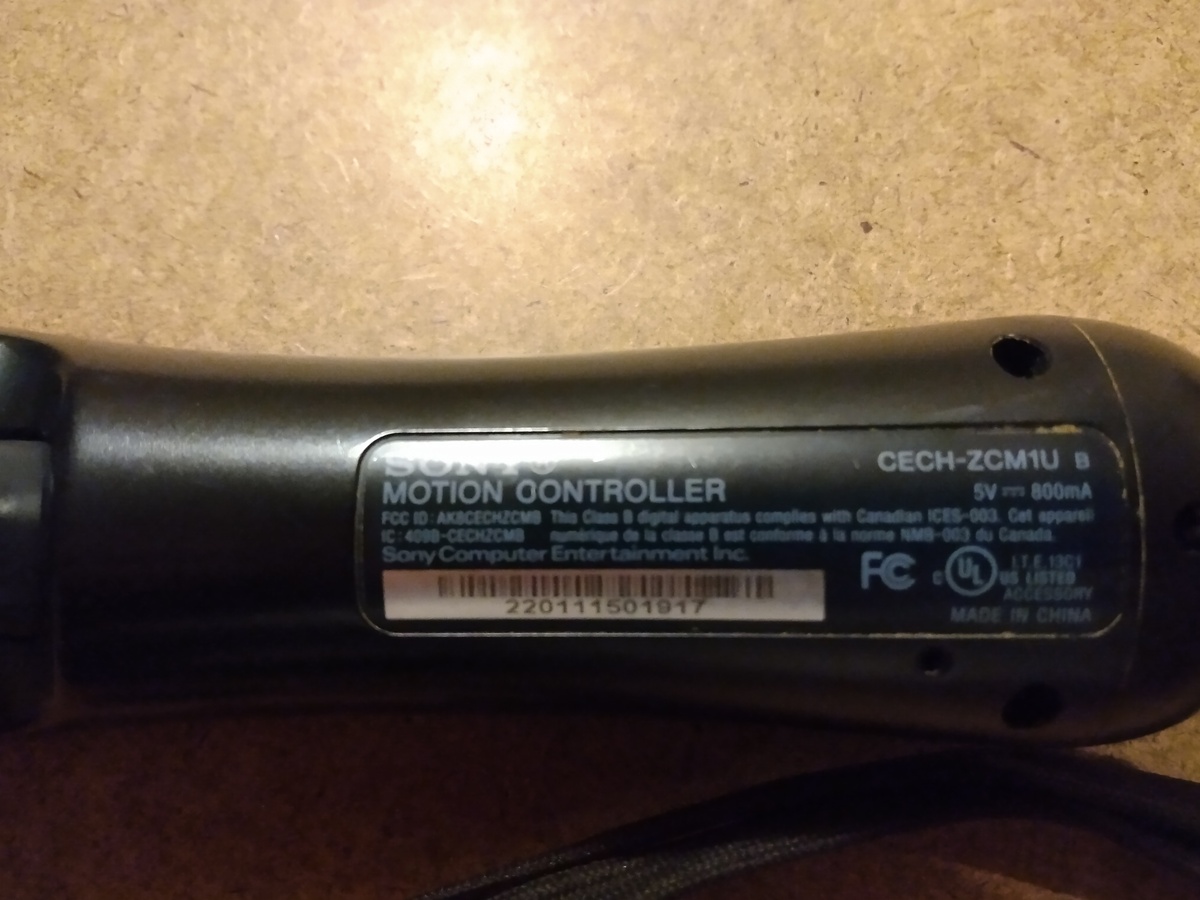 SONY®
CECH-ZCM1U B
MOTION CONTROLLER
5V ⎓ 800mA
FCC ID: AK8CECHZCMB This Class B digital apparatus complies with Canadian ICES-003. Cet appareil
IC: 409B-CECHZCMB numérique de la classe B est conforme à la norme NMB-003 du Canada.
Sony Computer Entertainment Inc.
220111501917
FC
C UL US LISTED
I.T.E. 13G1
ACCESSORY
MADE IN CHINA